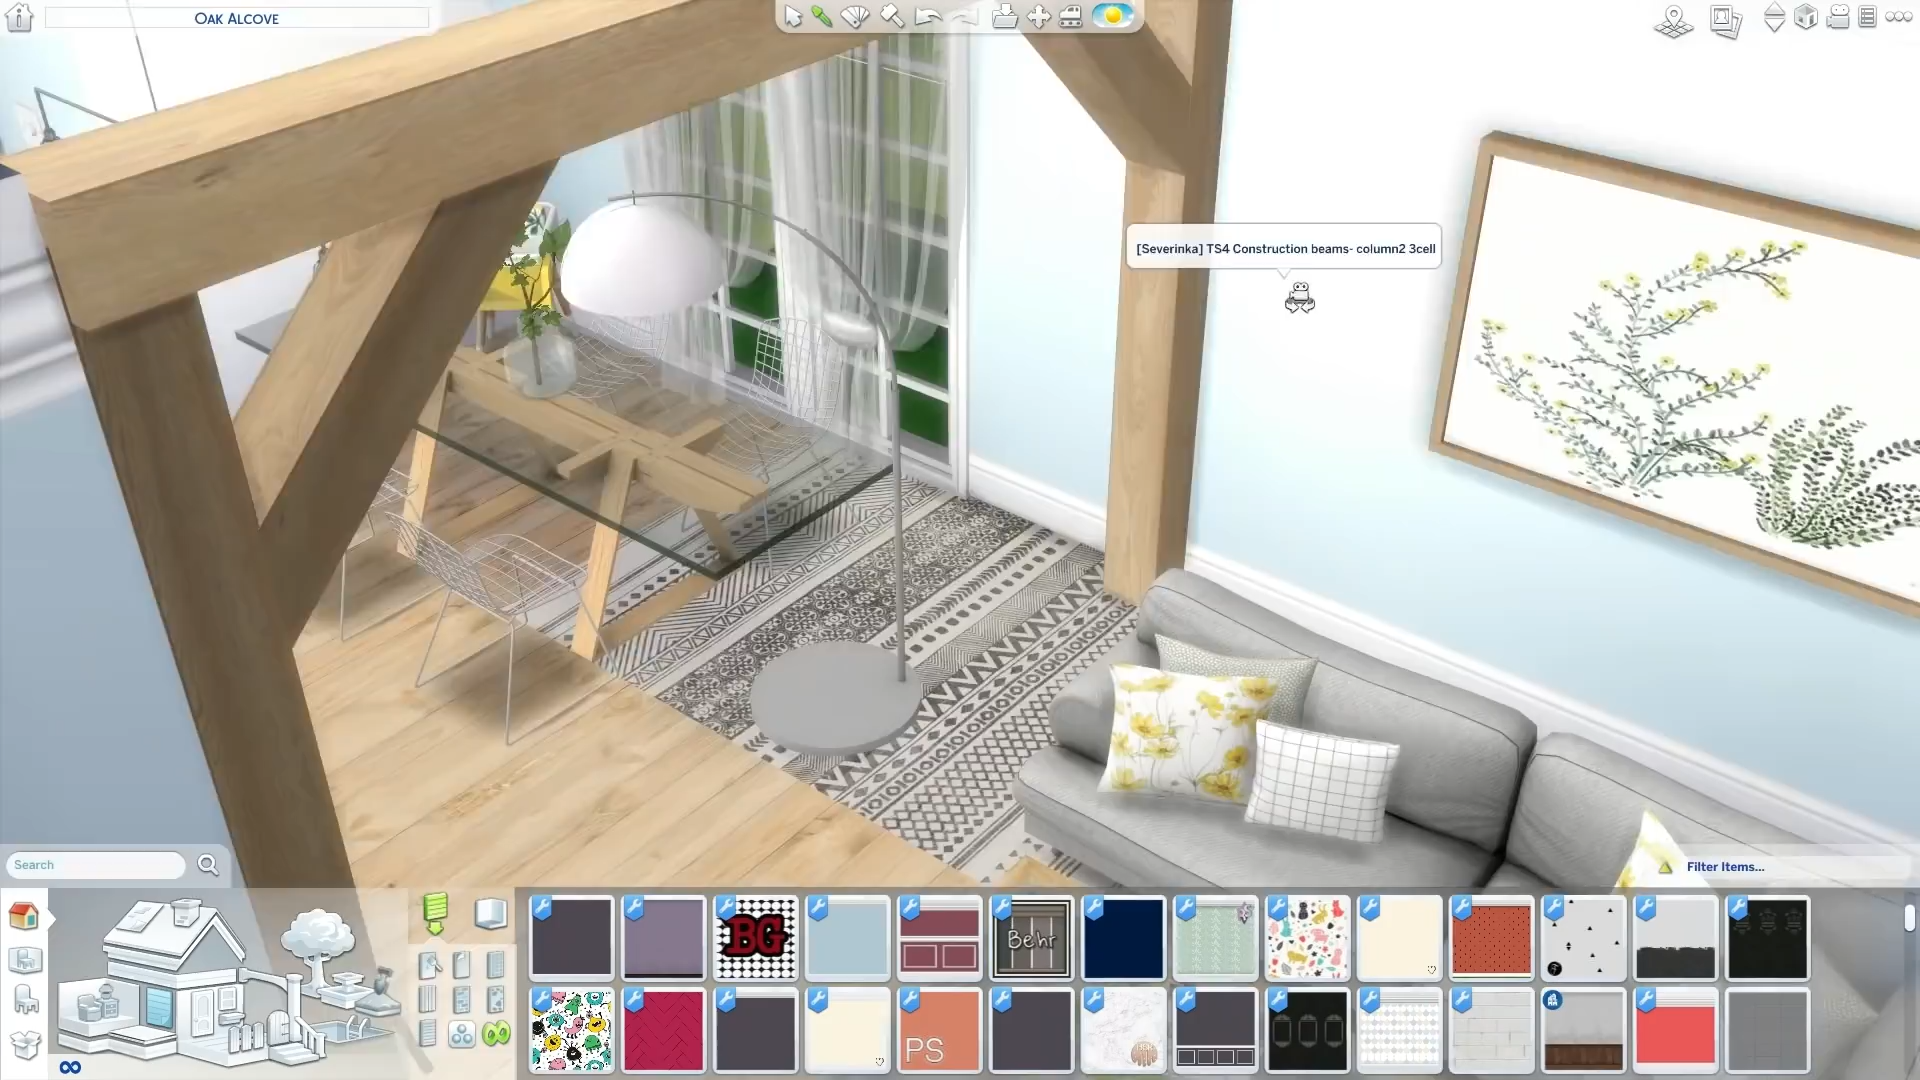 Oak Alcove
[Severinka] TS4 Construction beams- column2 3cell
Search
Filter Items...
BG
Behr
PS